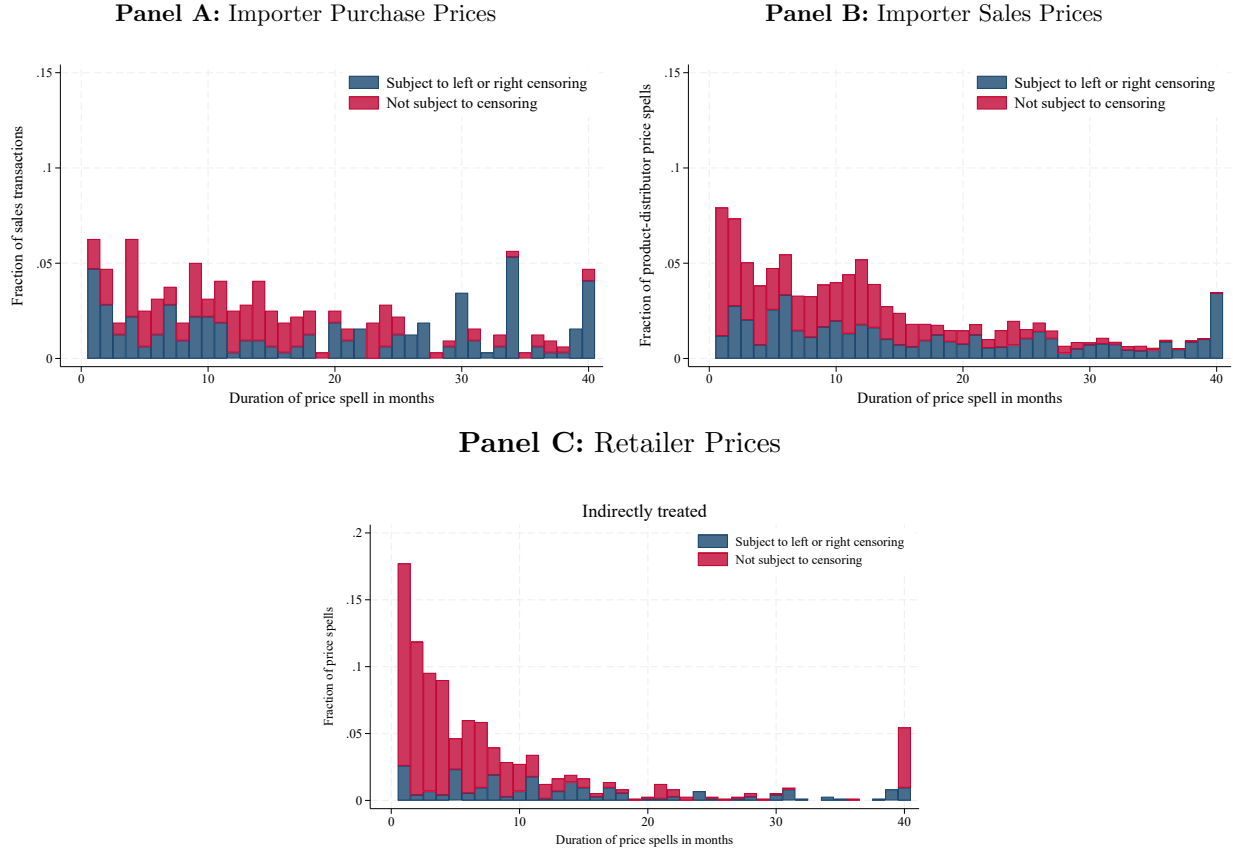 Panel A: Importer Purchase Prices
.15
.1
.05
0
Fraction of sales transactions
Subject to left or right censoring
Not subject to censoring
0 10 20 30 40
Duration of price spell in months
Panel B: Importer Sales Prices
.15
.1
.05
0
Fraction of product-distributor price spells
Subject to left or right censoring
Not subject to censoring
0 10 20 30 40
Duration of price spell in months
Panel C: Retailer Prices
Indirectly treated
.2
.15
.1
.05
0
Fraction of price spells
Subject to left or right censoring
Not subject to censoring
0 10 20 30 40
Duration of price spells in months